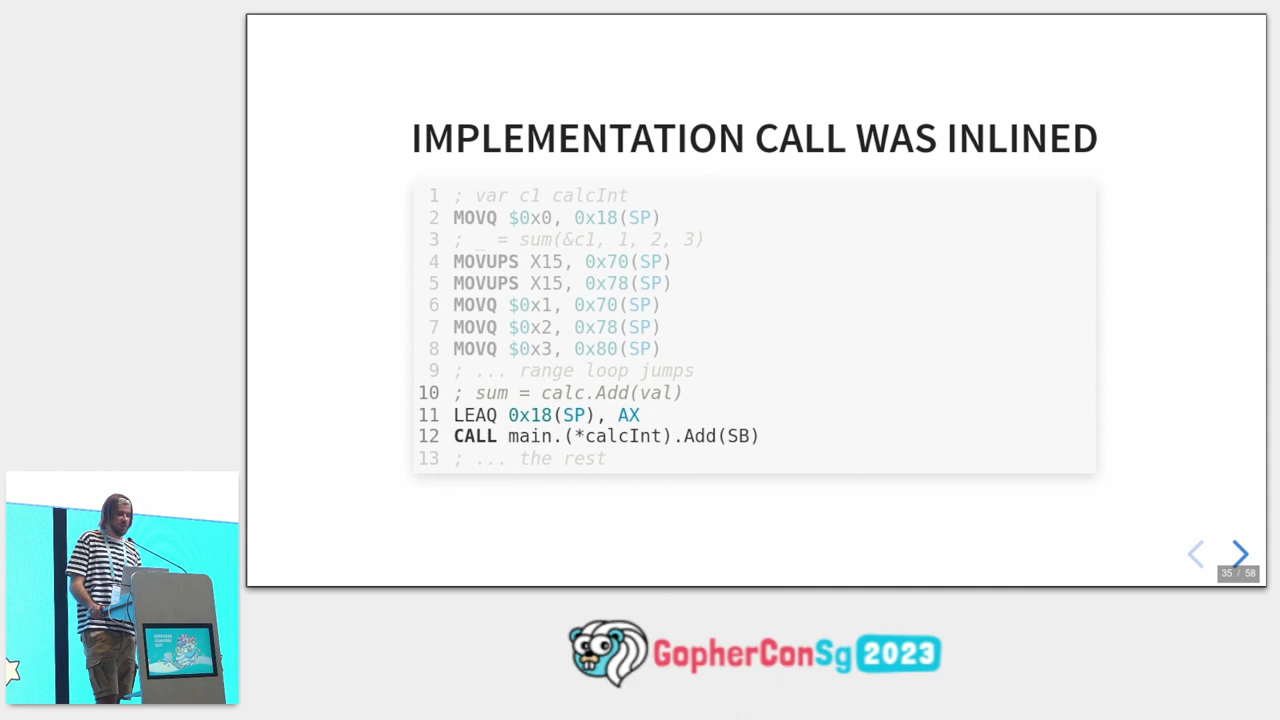 IMPLEMENTATION CALL WAS INLINED
1 ; var c1 calcInt
2 MOVQ $0x0, 0x18(SP)
3 ; _ = sum(&c1, 1, 2, 3)
4 MOVUPS X15, 0x70(SP)
5 MOVUPS X15, 0x78(SP)
6 MOVQ $0x1, 0x70(SP)
7 MOVQ $0x2, 0x78(SP)
8 MOVQ $0x3, 0x80(SP)
9 ; ... range loop jumps
10 ; sum = calc.Add(val)
11 LEAQ 0x18(SP), AX
12 CALL main.(*calcInt).Add(SB)
13 ; ... the rest
35 / 58
GopherConSg 2023